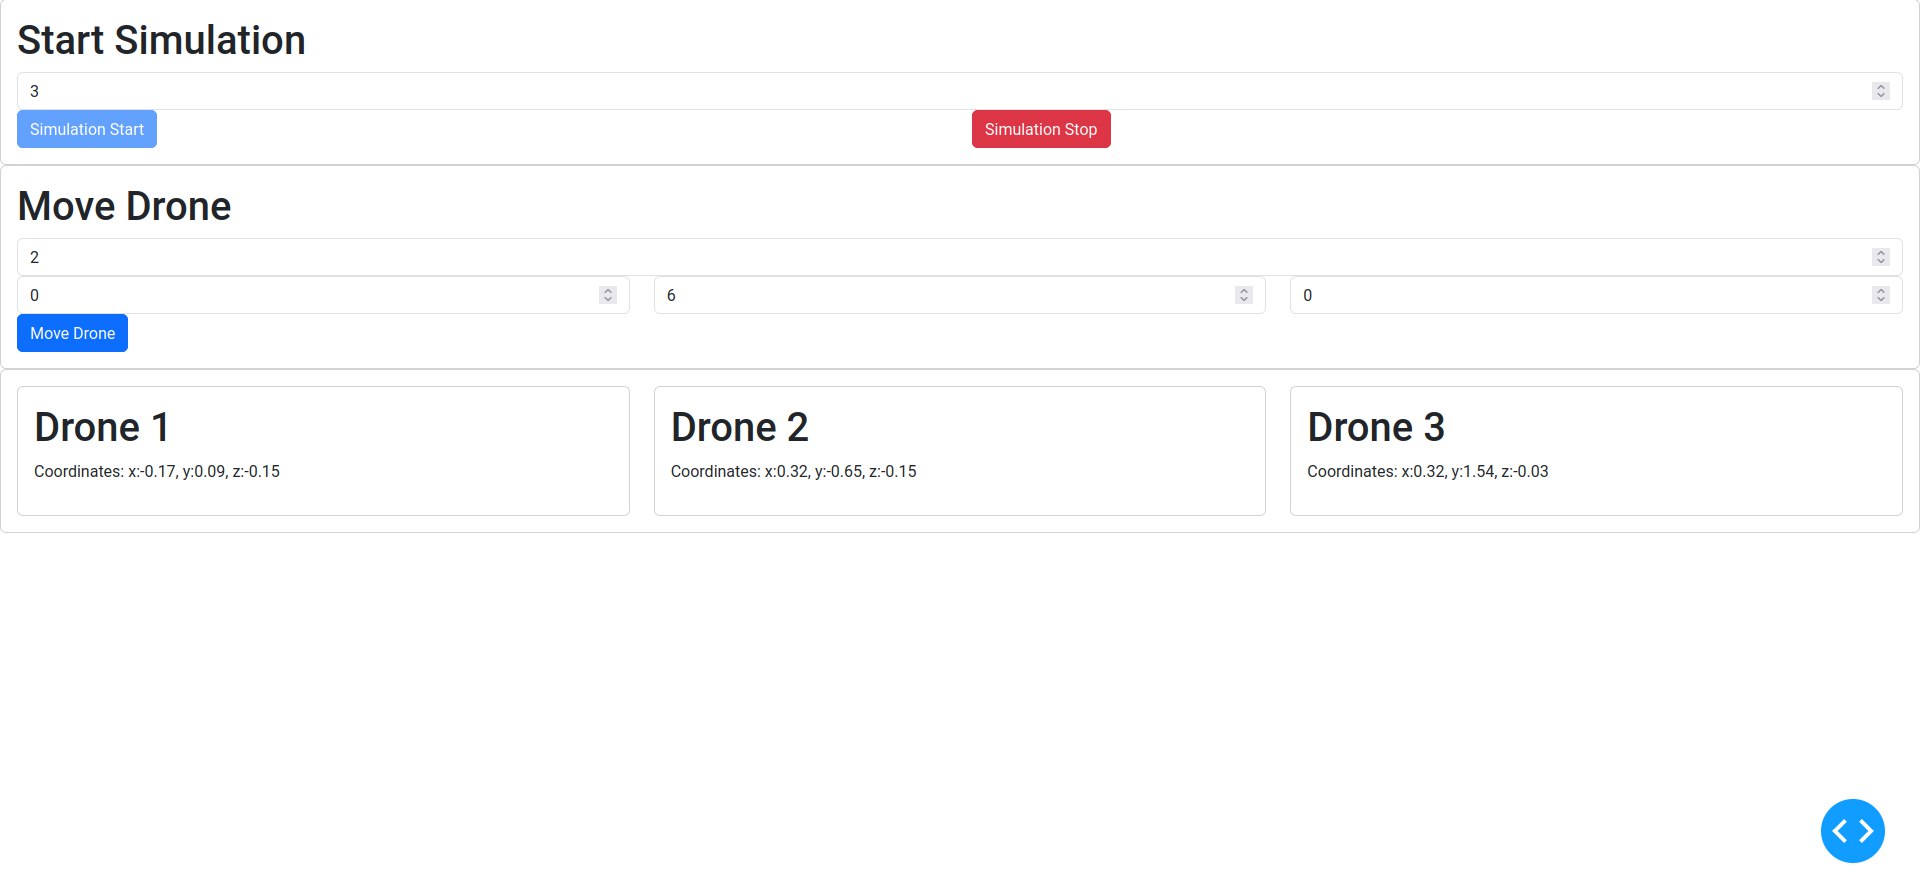 Start Simulation
3
Simulation Start Simulation Stop
Move Drone
2
0 6 0
Move Drone
Drone 1
Coordinates: x:-0.17, y:0.09, z:-0.15
Drone 2
Coordinates: x:0.32, y:-0.65, z:-0.15
Drone 3
Coordinates: x:0.32, y:1.54, z:-0.03